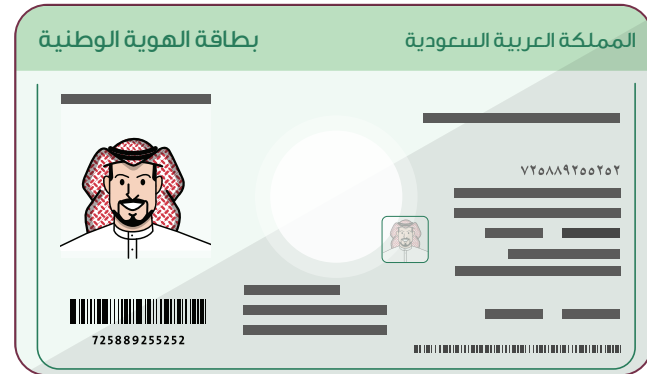 المملكة العربية السعودية
بطاقة الهوية الوطنية
٧٢٥٨٨٩٢٥٥٢٥٢
725889255252